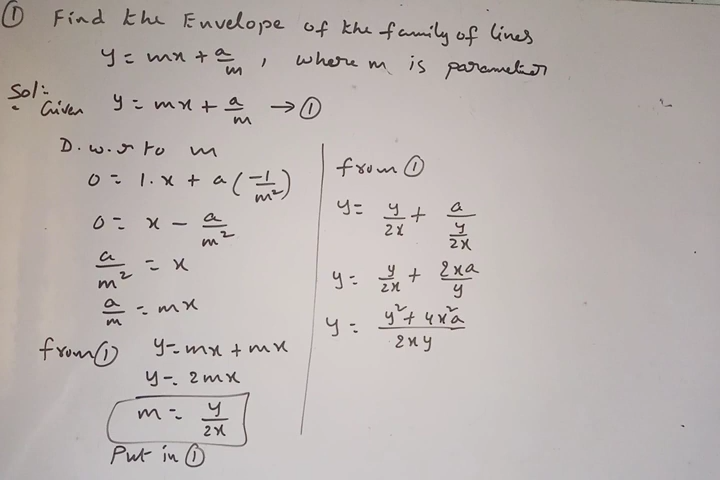 ① Find the Envelope of the family of lines
y = mx + a/m , where m is parameter
Sol:
Given y = mx + a/m → ①
D. w. r to m
0 = 1. x + a (-1/m²)
0 = x - a/m²
a/m² = x
a/m = mx
from ① y = mx + mx
y = 2mx
m = y/2x
Put in ①
from ①
y = y/2x + a/(y/2x)
y = y/2x + 2xa/y
y = (y² + 4x²a)/2xy